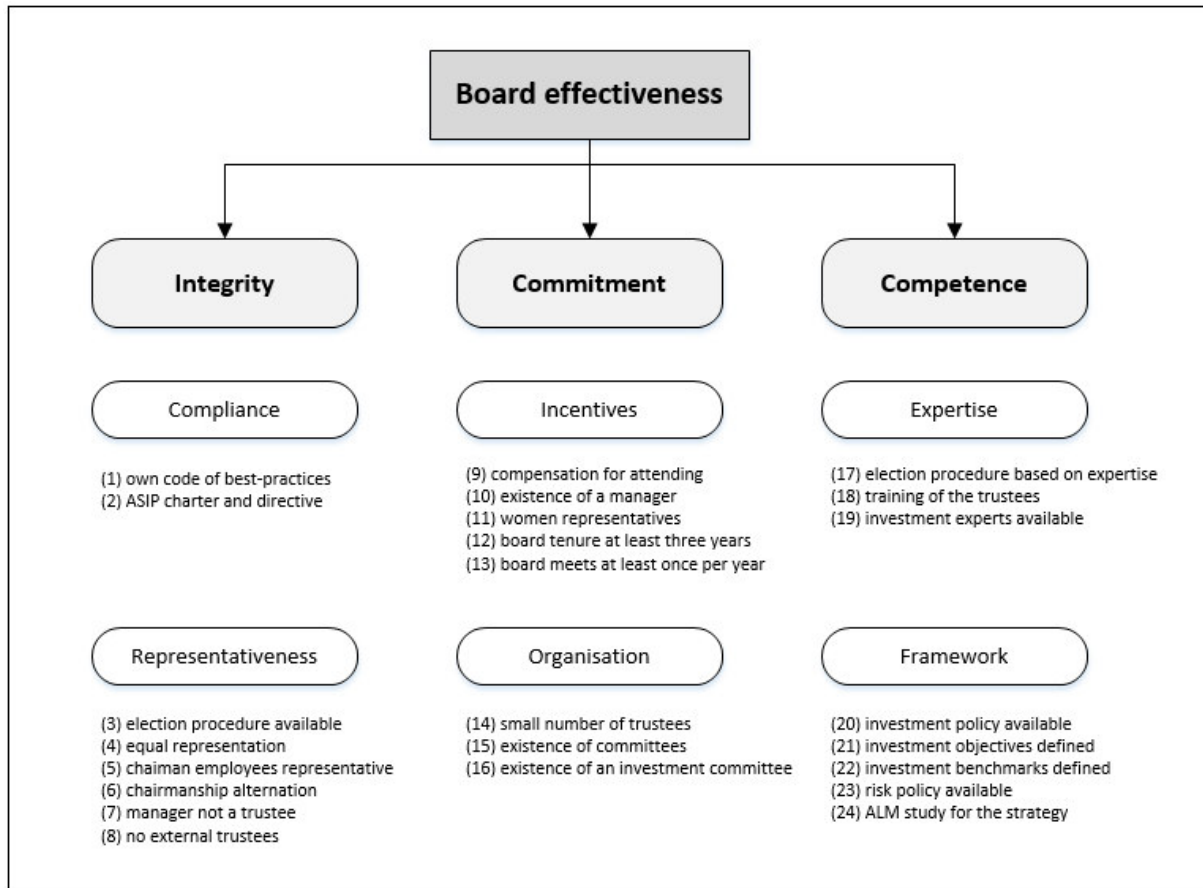 Board effectiveness
Integrity
Commitment
Competence
Compliance
Incentives
Expertise
(1) own code of best-practices
(2) ASIP charter and directive
(9) compensation for attending
(10) existence of a manager
(11) women representatives
(12) board tenure at least three years
(13) board meets at least once per year
(17) election procedure based on expertise
(18) training of the trustees
(19) investment experts available
Representativeness
Organisation
Framework
(3) election procedure available
(4) equal representation
(5) chaiman employees representative
(6) chairmanship alternation
(7) manager not a trustee
(8) no external trustees
(14) small number of trustees
(15) existence of committees
(16) existence of an investment committee
(20) investment policy available
(21) investment objectives defined
(22) investment benchmarks defined
(23) risk policy available
(24) ALM study for the strategy